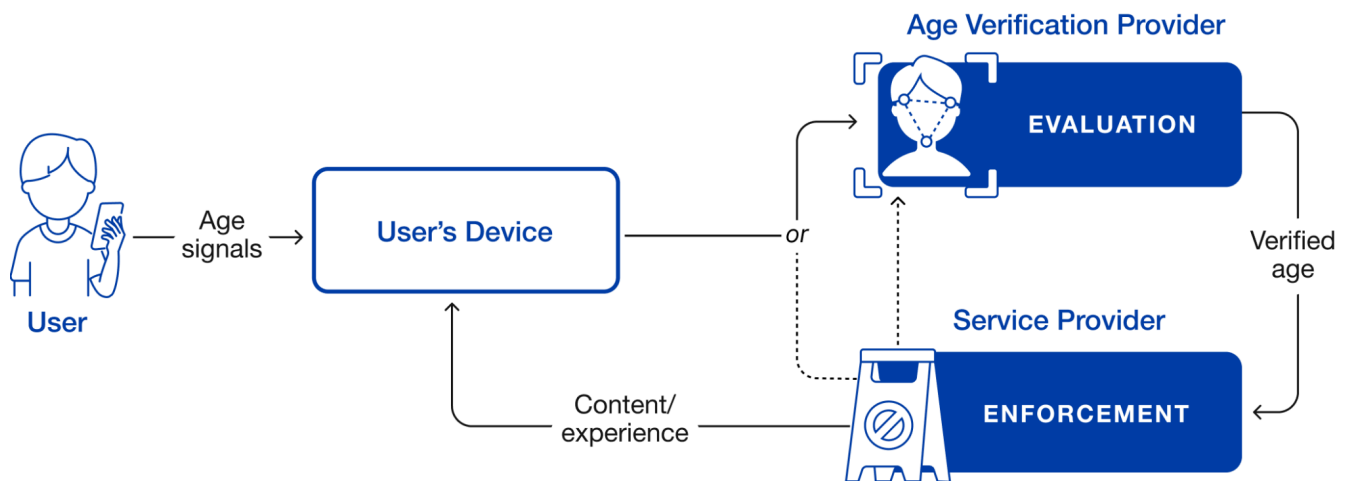 Age Verification Provider
EVALUATION
User
Age
signals
User's Device
or
Verified
age
Service Provider
ENFORCEMENT
Content/
experience